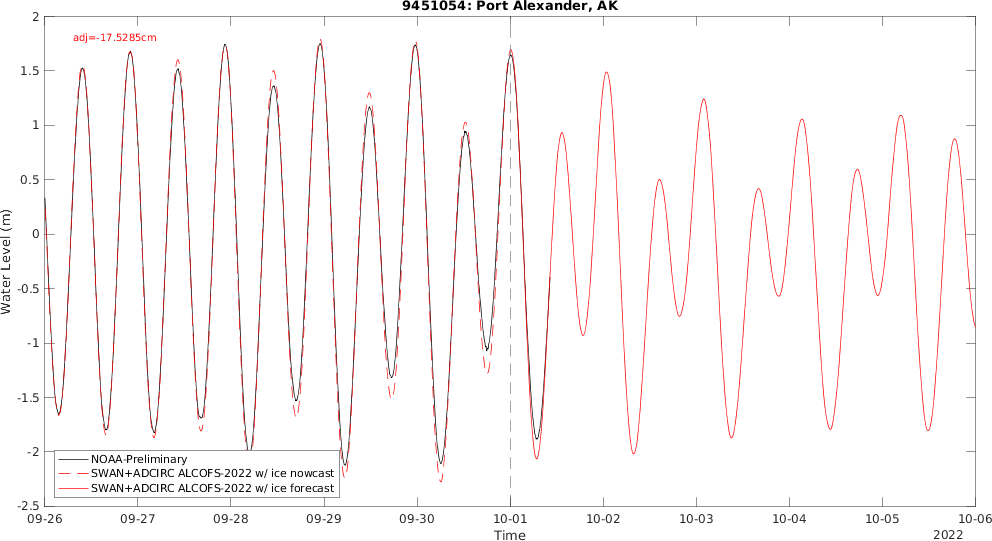 9451054: Port Alexander, AK
adj=-17.5285cm
2
1.5
1
0.5
0
-0.5
-1
-1.5
-2
-2.5
Water Level (m)
NOAA-Preliminary
SWAN+ADCIRC ALCOFS-2022 w/ ice nowcast
SWAN+ADCIRC ALCOFS-2022 w/ ice forecast
09-26 09-27 09-28 09-29 09-30 10-01 10-02 10-03 10-04 10-05 10-06
Time
2022